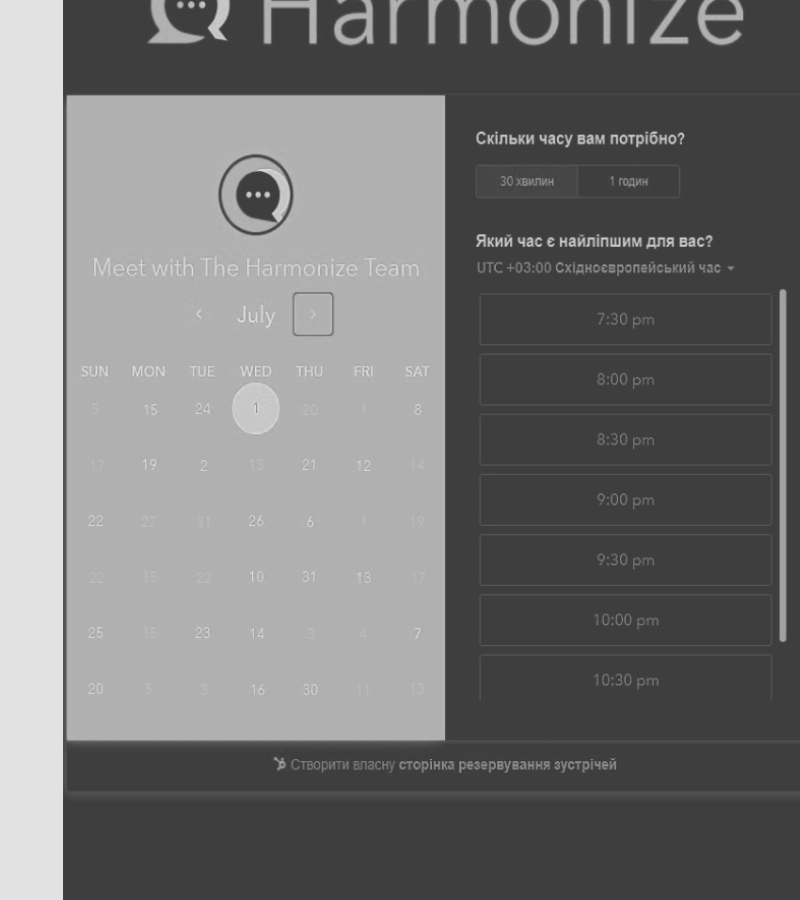 Harmonize
Meet with The Harmonize Team
July
SUN MON TUE WED THU FRI SAT
5 15 24 1 20 1 8
17 19 2 13 21 12 14
22 27 31 26 6 1 19
22 15 22 10 31 13 17
25 15 23 14 3 4 7
20 5 3 16 30 11 13
Скільки часу вам потрібно?
30 хвилин 1 годин
Який час є найліпшим для вас?
UTC +03:00 Східноєвропейський час
7:30 pm
8:00 pm
8:30 pm
9:00 pm
9:30 pm
10:00 pm
10:30 pm
Створити власну сторінка резервування зустрічей